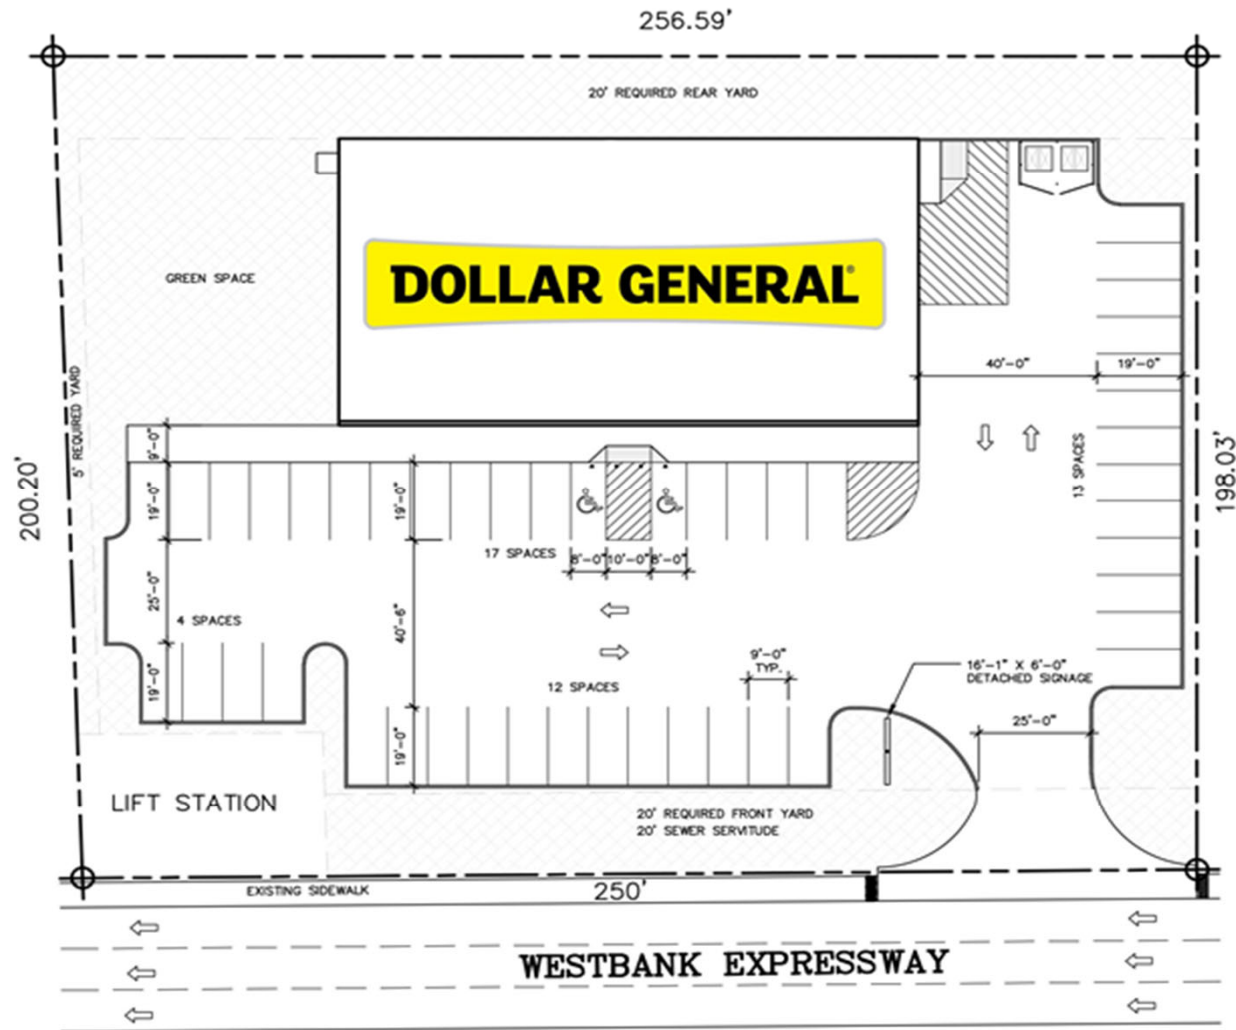 256.59'
20' REQUIRED REAR YARD
GREEN SPACE
DOLLAR GENERAL®
5' REQUIRED YARD
200.20'
198.03'
40'-0"
19'-0"
13 SPACES
9'-0"
19'-0"
19'-0"
17 SPACES
8'-0"
10'-0"
8'-0"
25'-0"
4 SPACES
40'-6"
19'-0"
12 SPACES
9'-0"
TYP.
16'-1" X 6'-0"
DETACHED SIGNAGE
25'-0"
19'-0"
LIFT STATION
20' REQUIRED FRONT YARD
20' SEWER SERVITUDE
EXISTING SIDEWALK
250'
WESTBANK EXPRESSWAY